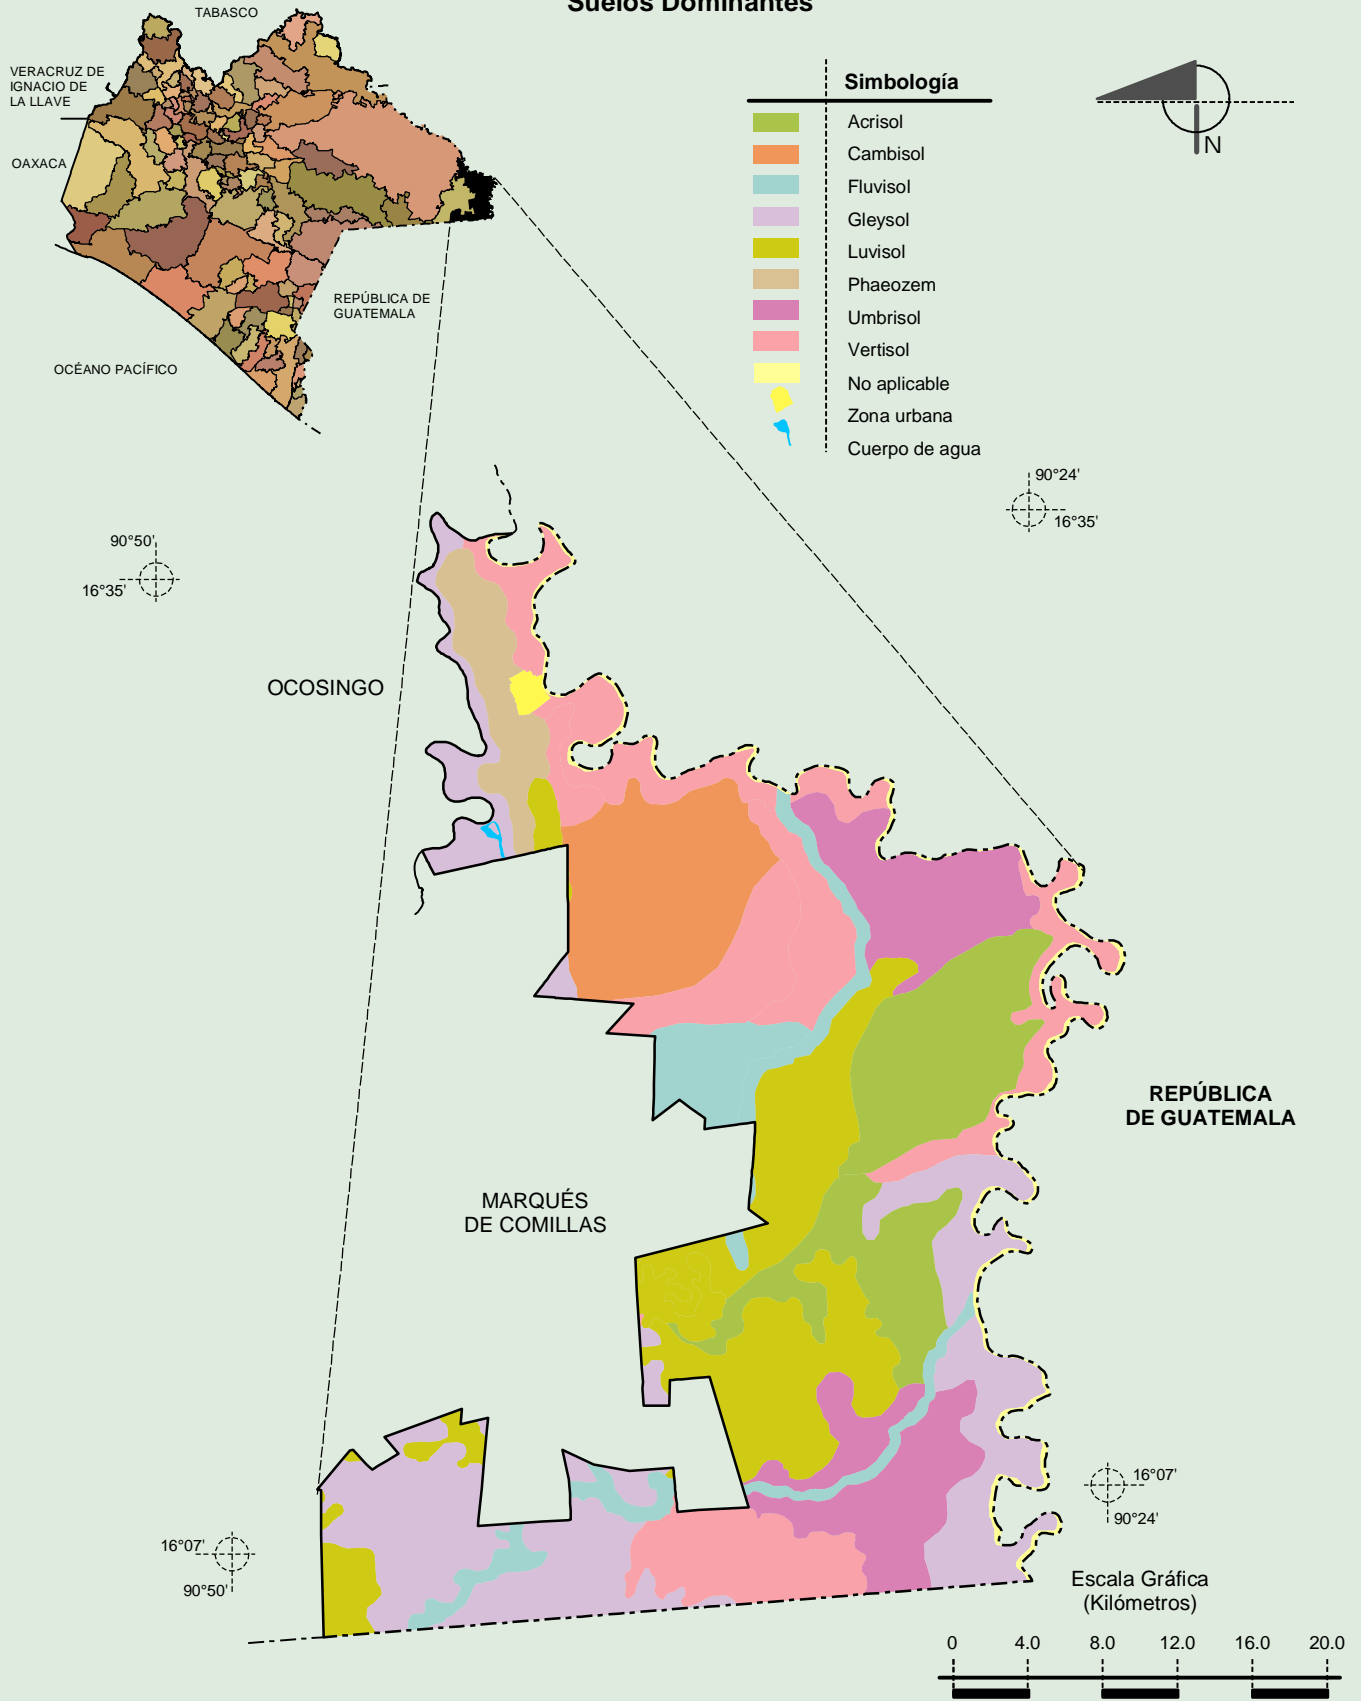 Suelos Dominantes
TABASCO
VERACRUZ DE
IGNACIO DE
LA LLAVE
OAXACA
REPÚBLICA DE
GUATEMALA
OCÉANO PACÍFICO
Simbología
Acrisol
Cambisol
Fluvisol
Gleysol
Luvisol
Phaeozem
Umbrisol
Vertisol
No aplicable
Zona urbana
Cuerpo de agua
N
90°24'
16°35'
90°50'
16°35'
OCOSINGO
REPÚBLICA
DE GUATEMALA
MARQUÉS
DE COMILLAS
16°07'
90°24'
16°07'
90°50'
Escala Gráfica
(Kilómetros)
0 4.0 8.0 12.0 16.0 20.0